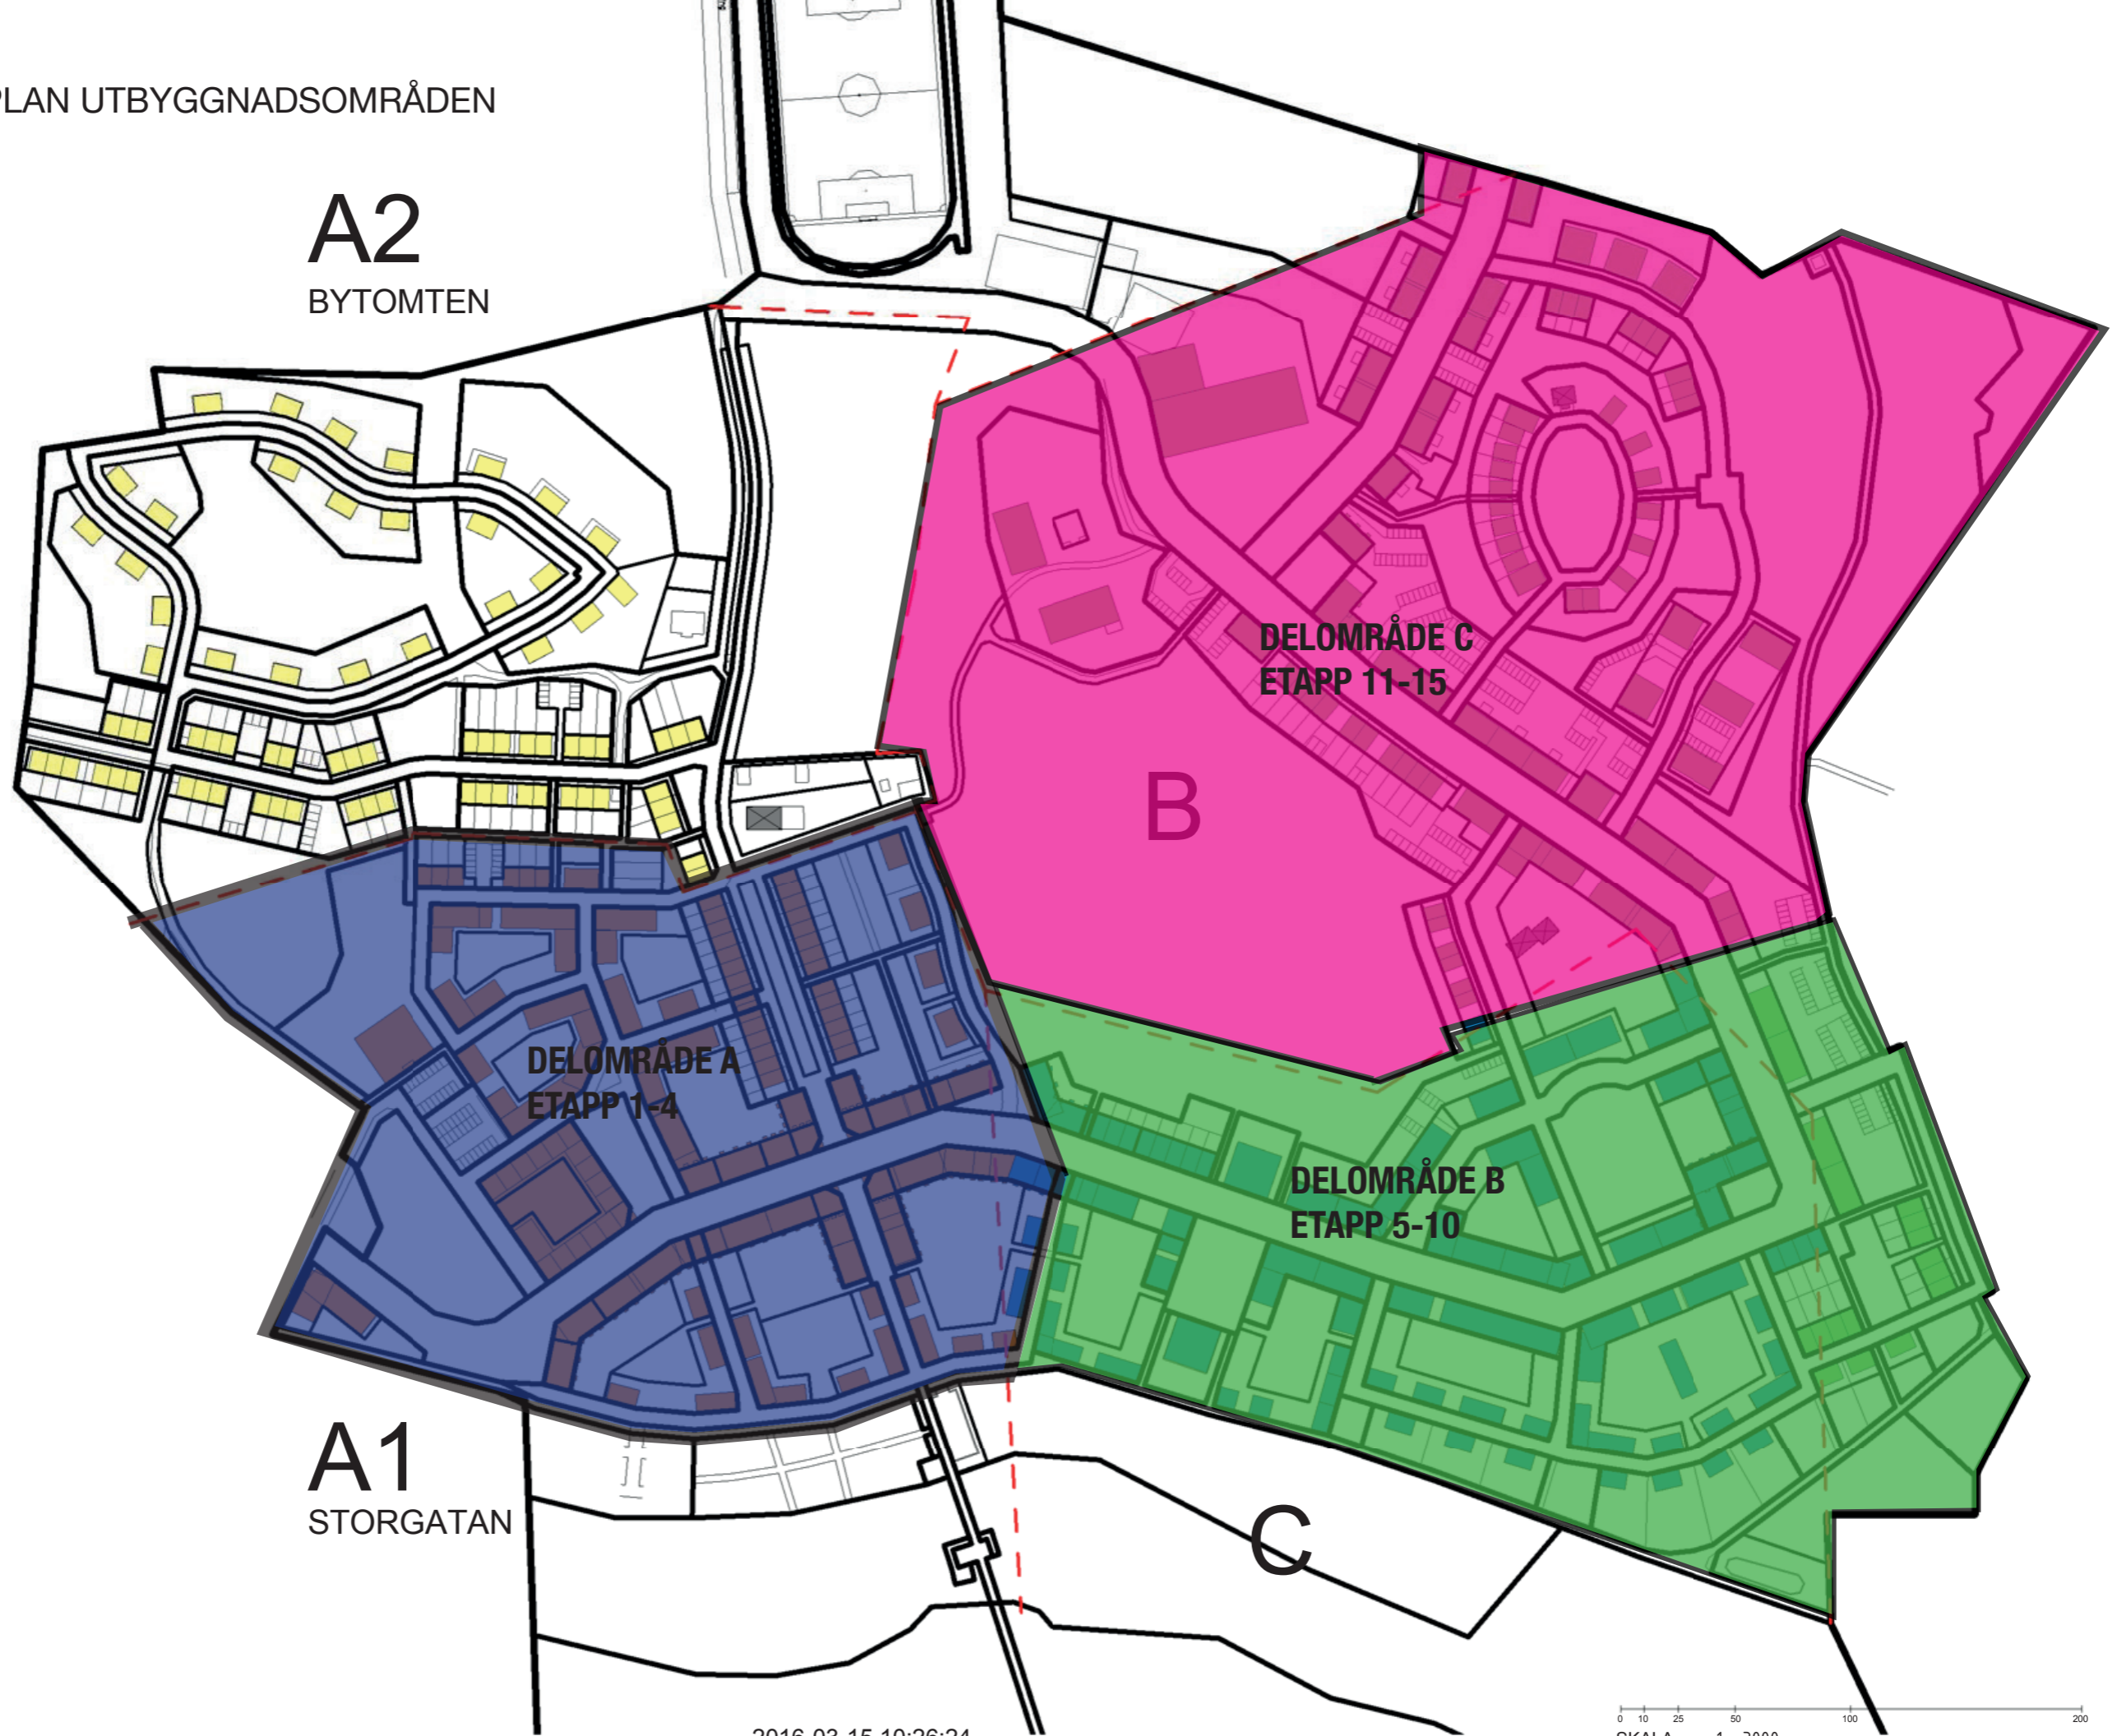 PLAN UTBYGGNADSOMRÅDEN
A2
BYTOMTEN
DELOMRÅDE C
ETAPP 11-15
B
DELOMRÅDE A
ETAPP 1-4
DELOMRÅDE B
ETAPP 5-10
A1
STORGATAN
C
0 10 25 50 100 200